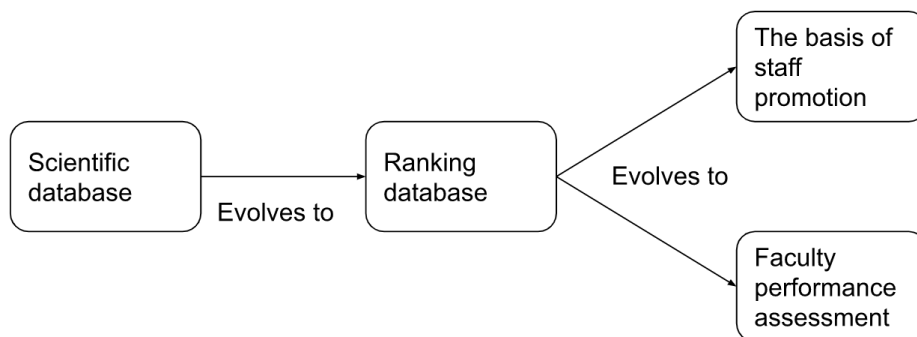 Scientific
database
Evolves to
Ranking
database
Evolves to
The basis of
staff
promotion
Faculty
performance
assessment